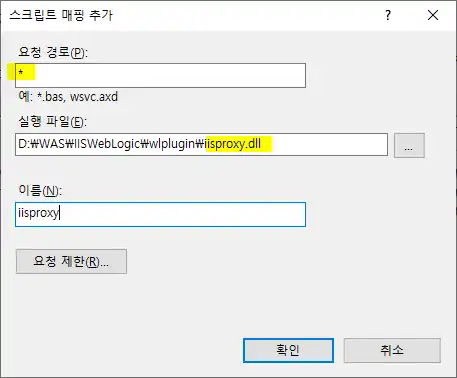 스크립트 매핑 추가
? ×
요청 경로(P):
*
예: *.bas, wsvc.axd
실행 파일(E):
D:₩WAS₩IISWebLogic₩wlplugin₩iisproxy.dll
...
이름(N):
iisproxy
요청 제한(R)...
확인 취소